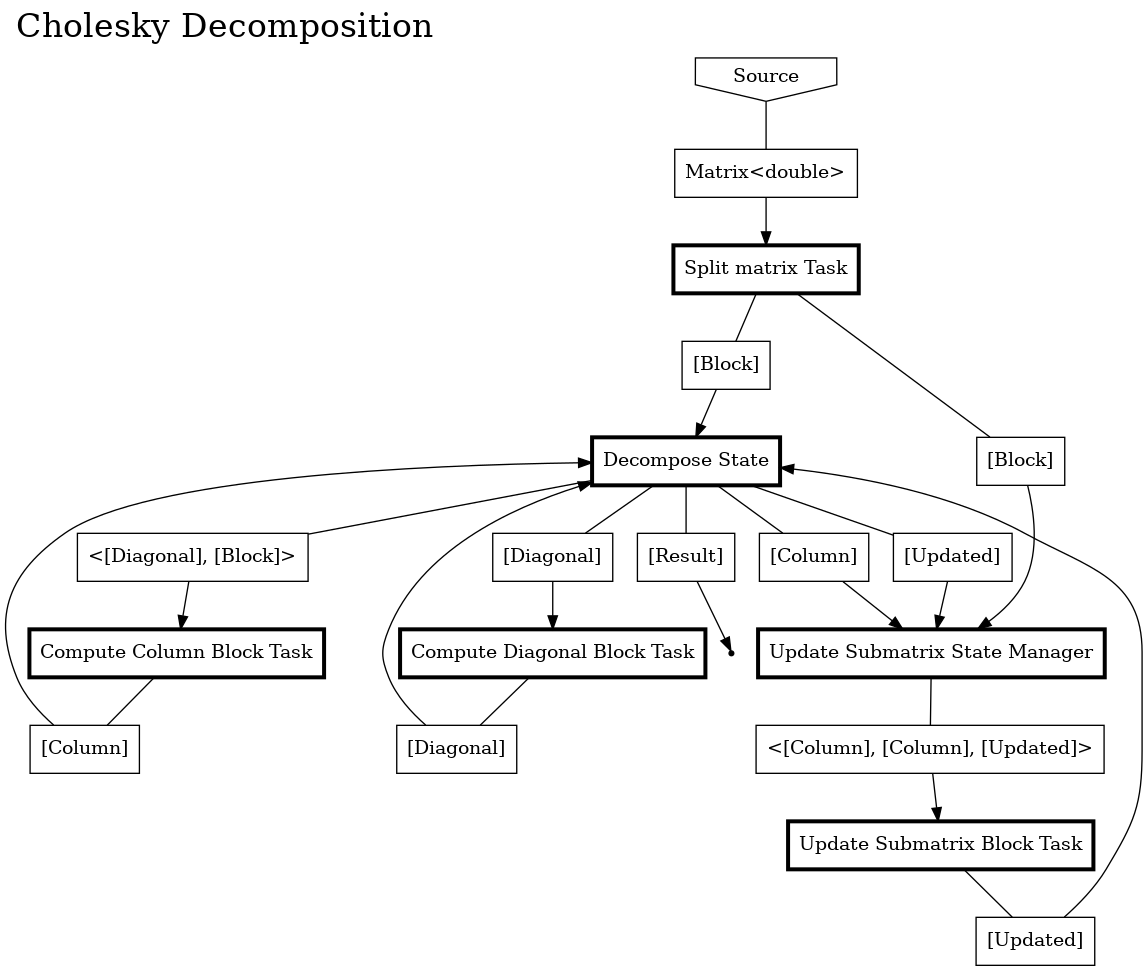 Cholesky Decomposition
Source
Matrix<double>
Split matrix Task
[Block]
Decompose State
[Block]
<[Diagonal], [Block]>
[Diagonal]
[Result]
[Column]
[Updated]
Compute Column Block Task
Compute Diagonal Block Task
Update Submatrix State Manager
[Column]
[Diagonal]
<[Column], [Column], [Updated]>
Update Submatrix Block Task
[Updated]